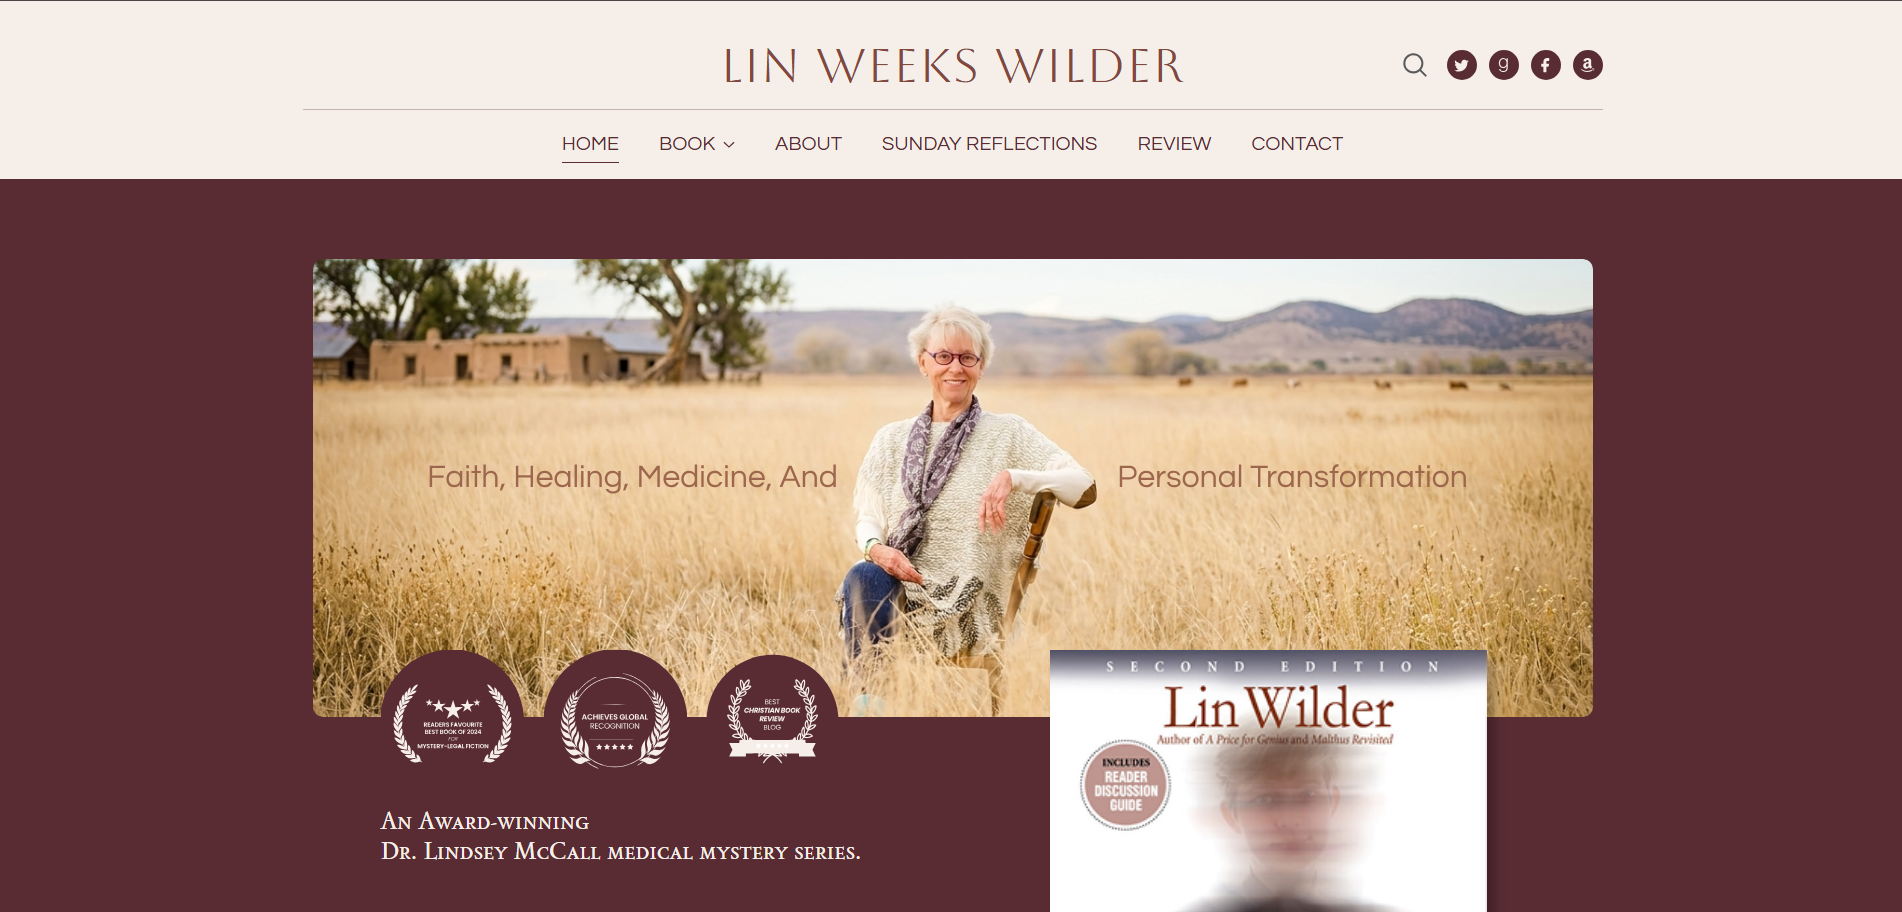 LIN WEEKS WILDER
HOME BOOK ABOUT SUNDAY REFLECTIONS REVIEW CONTACT
Faith, Healing, Medicine, And Personal Transformation
READERS FAVOURITE
BEST BOOK OF 2024
FOR
MYSTERY-LEGAL FICTION
ACHIEVES GLOBAL
RECOGNITION
BEST
CHRISTIAN BOOK
REVIEW
BLOG
An Award-winning
Dr. Lindsey McCall medical mystery series.
SECOND EDITION
Lin Wilder
Author of A Price for Genius and Malthus Revisited
INCLUDES
READER
DISCUSSION
GUIDE